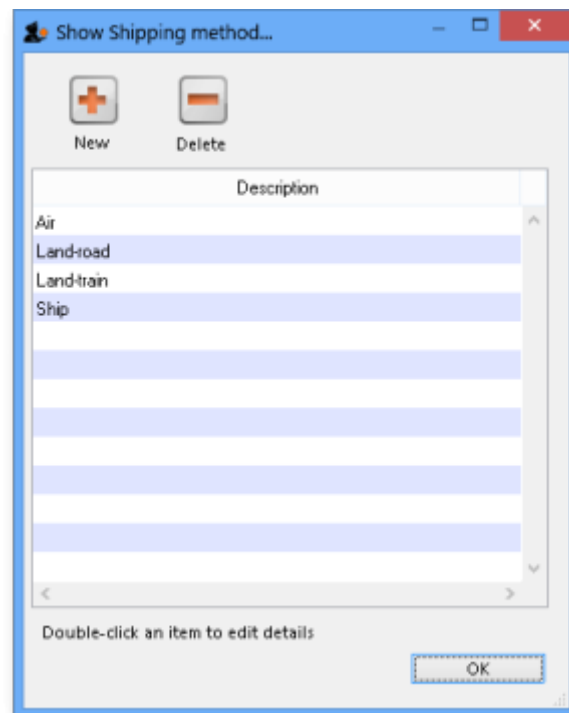 Show Shipping method...
New
Delete
Description
Air
Land-road
Land-train
Ship
Double-click an item to edit details
OK